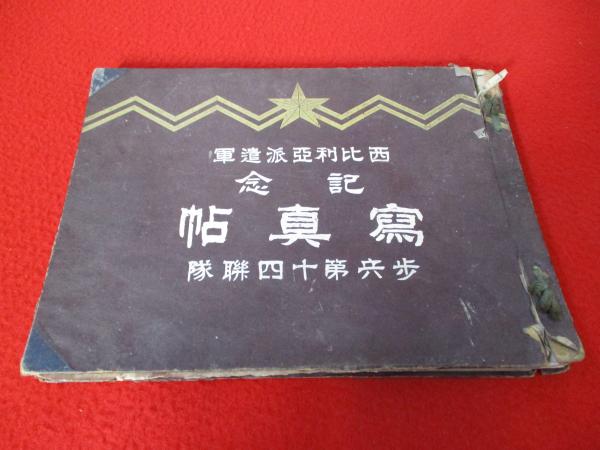 西比利亞派遣軍
記念
寫真帖
步兵第十四聯隊